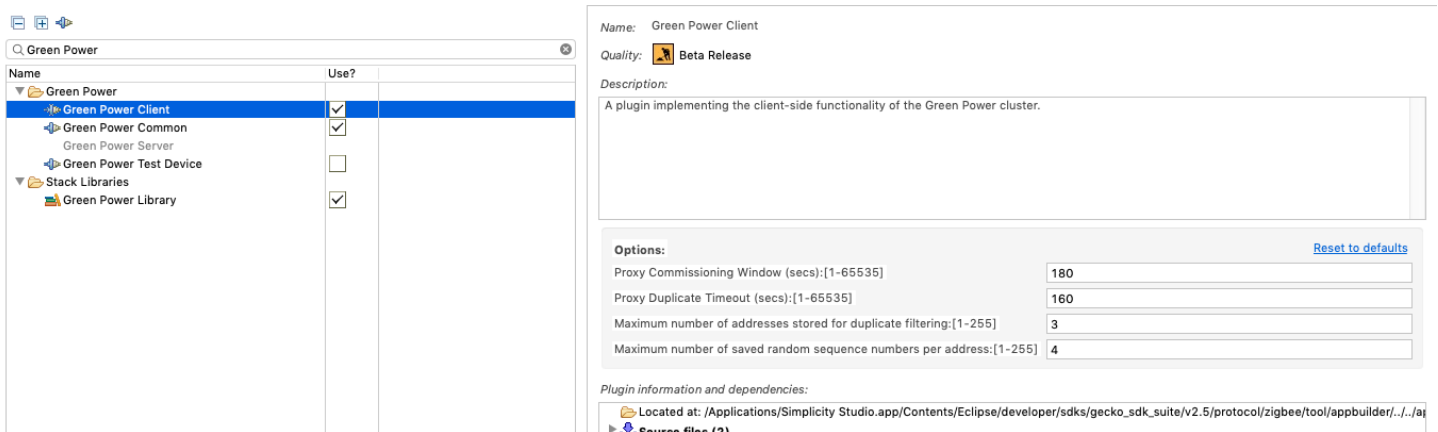 Green Power
Name Use?
Green Power
Green Power Client
Green Power Common
Green Power Server
Green Power Test Device
Stack Libraries
Green Power Library
Name: Green Power Client
Quality: Beta Release
Description:
A plugin implementing the client-side functionality of the Green Power cluster.
Options: Reset to defaults
Proxy Commissioning Window (secs):[1-65535] 180
Proxy Duplicate Timeout (secs):[1-65535] 160
Maximum number of addresses stored for duplicate filtering:[1-255] 3
Maximum number of saved random sequence numbers per address:[1-255] 4
Plugin information and dependencies:
Located at: /Applications/Simplicity Studio.app/Contents/Eclipse/developer/sdks/gecko_sdk_suite/v2.5/protocol/zigbee/tool/appbuilder/../../a
Source files (2)